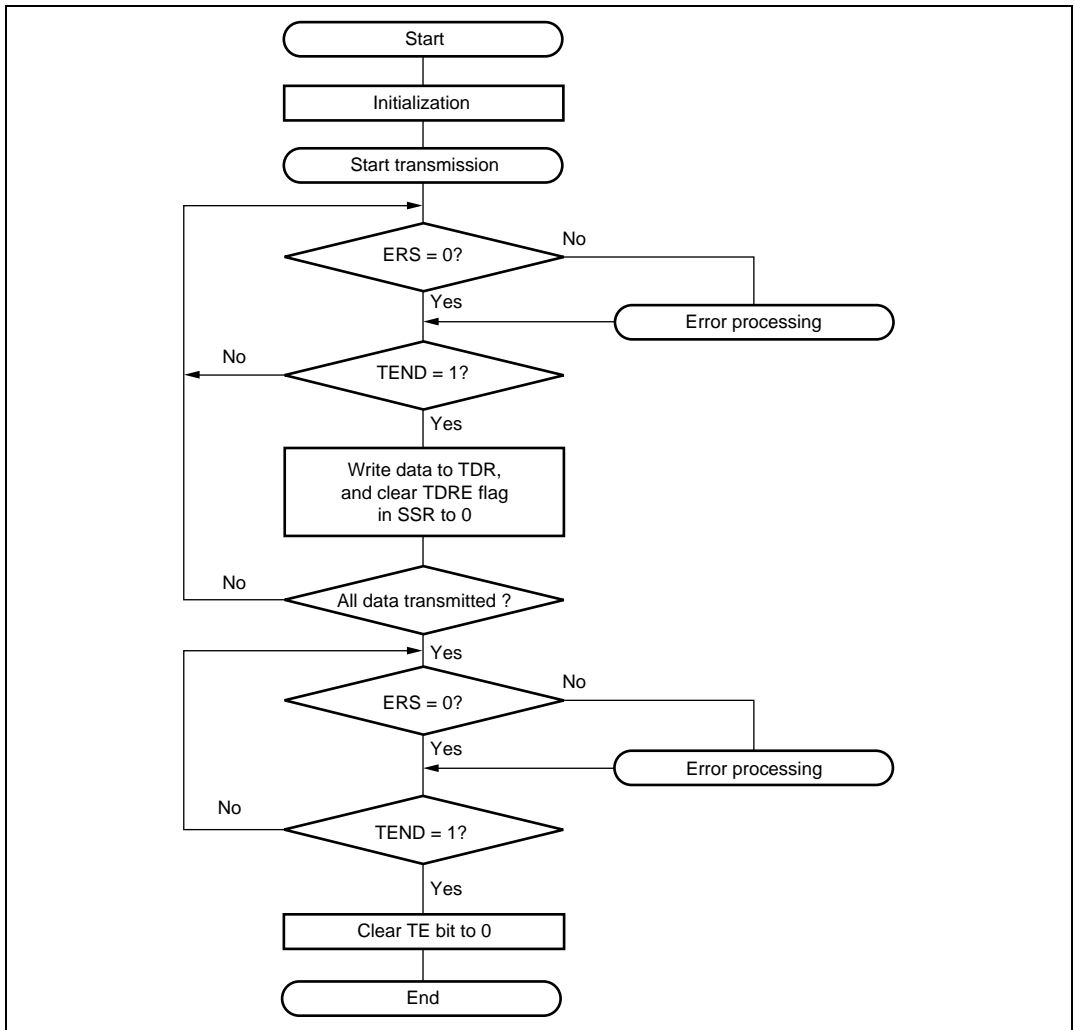 Start
Initialization
Start transmission
ERS = 0?
No
Yes
Error processing
No
TEND = 1?
Yes
Write data to TDR,
and clear TDRE flag
in SSR to 0
No
All data transmitted ?
Yes
No
ERS = 0?
Yes
Error processing
No
TEND = 1?
Yes
Clear TE bit to 0
End